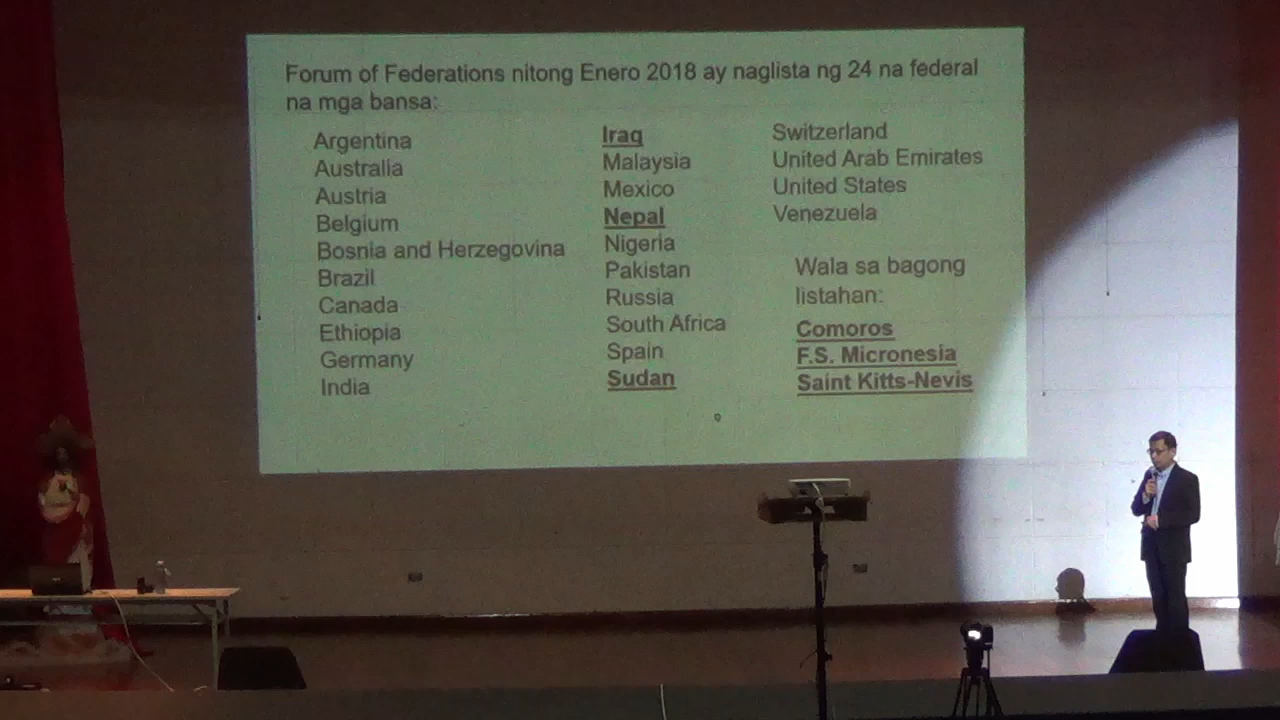 Forum of Federations nitong Enero 2018 ay naglista ng 24 na federal
na mga bansa:
Argentina
Australia
Austria
Belgium
Bosnia and Herzegovina
Brazil
Canada
Ethiopia
Germany
India
Iraq
Malaysia
Mexico
Nepal
Nigeria
Pakistan
Russia
South Africa
Spain
Sudan
Switzerland
United Arab Emirates
United States
Venezuela
Wala sa bagong
listahan:
Comoros
F.S. Micronesia
Saint Kitts-Nevis